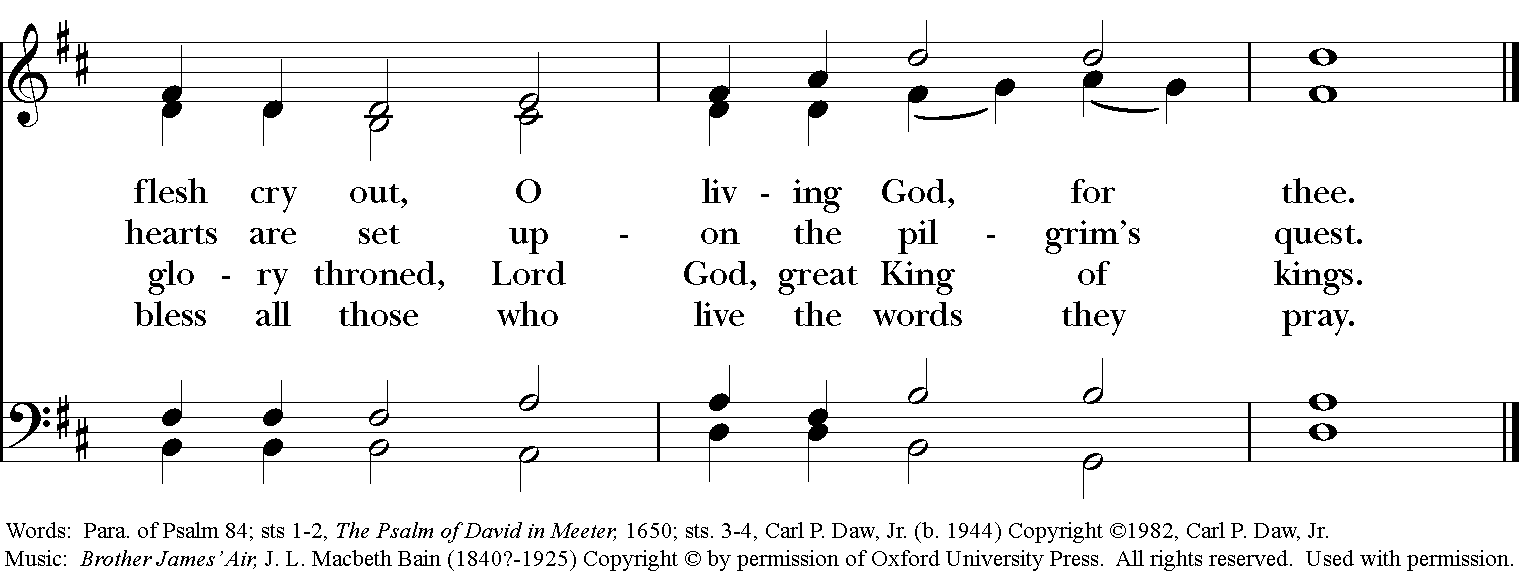 flesh cry out, O liv - ing God, for thee.
hearts are set up - on the pil - grim's quest.
glo - ry throned, Lord God, great King of kings.
bless all those who live the words they pray.
Words: Para. of Psalm 84; sts 1-2, The Psalm of David in Meeter, 1650; sts. 3-4, Carl P. Daw, Jr. (b. 1944) Copyright ©1982, Carl P. Daw, Jr.
Music: Brother James' Air, J. L. Macbeth Bain (1840?-1925) Copyright © by permission of Oxford University Press. All rights reserved. Used with permission.